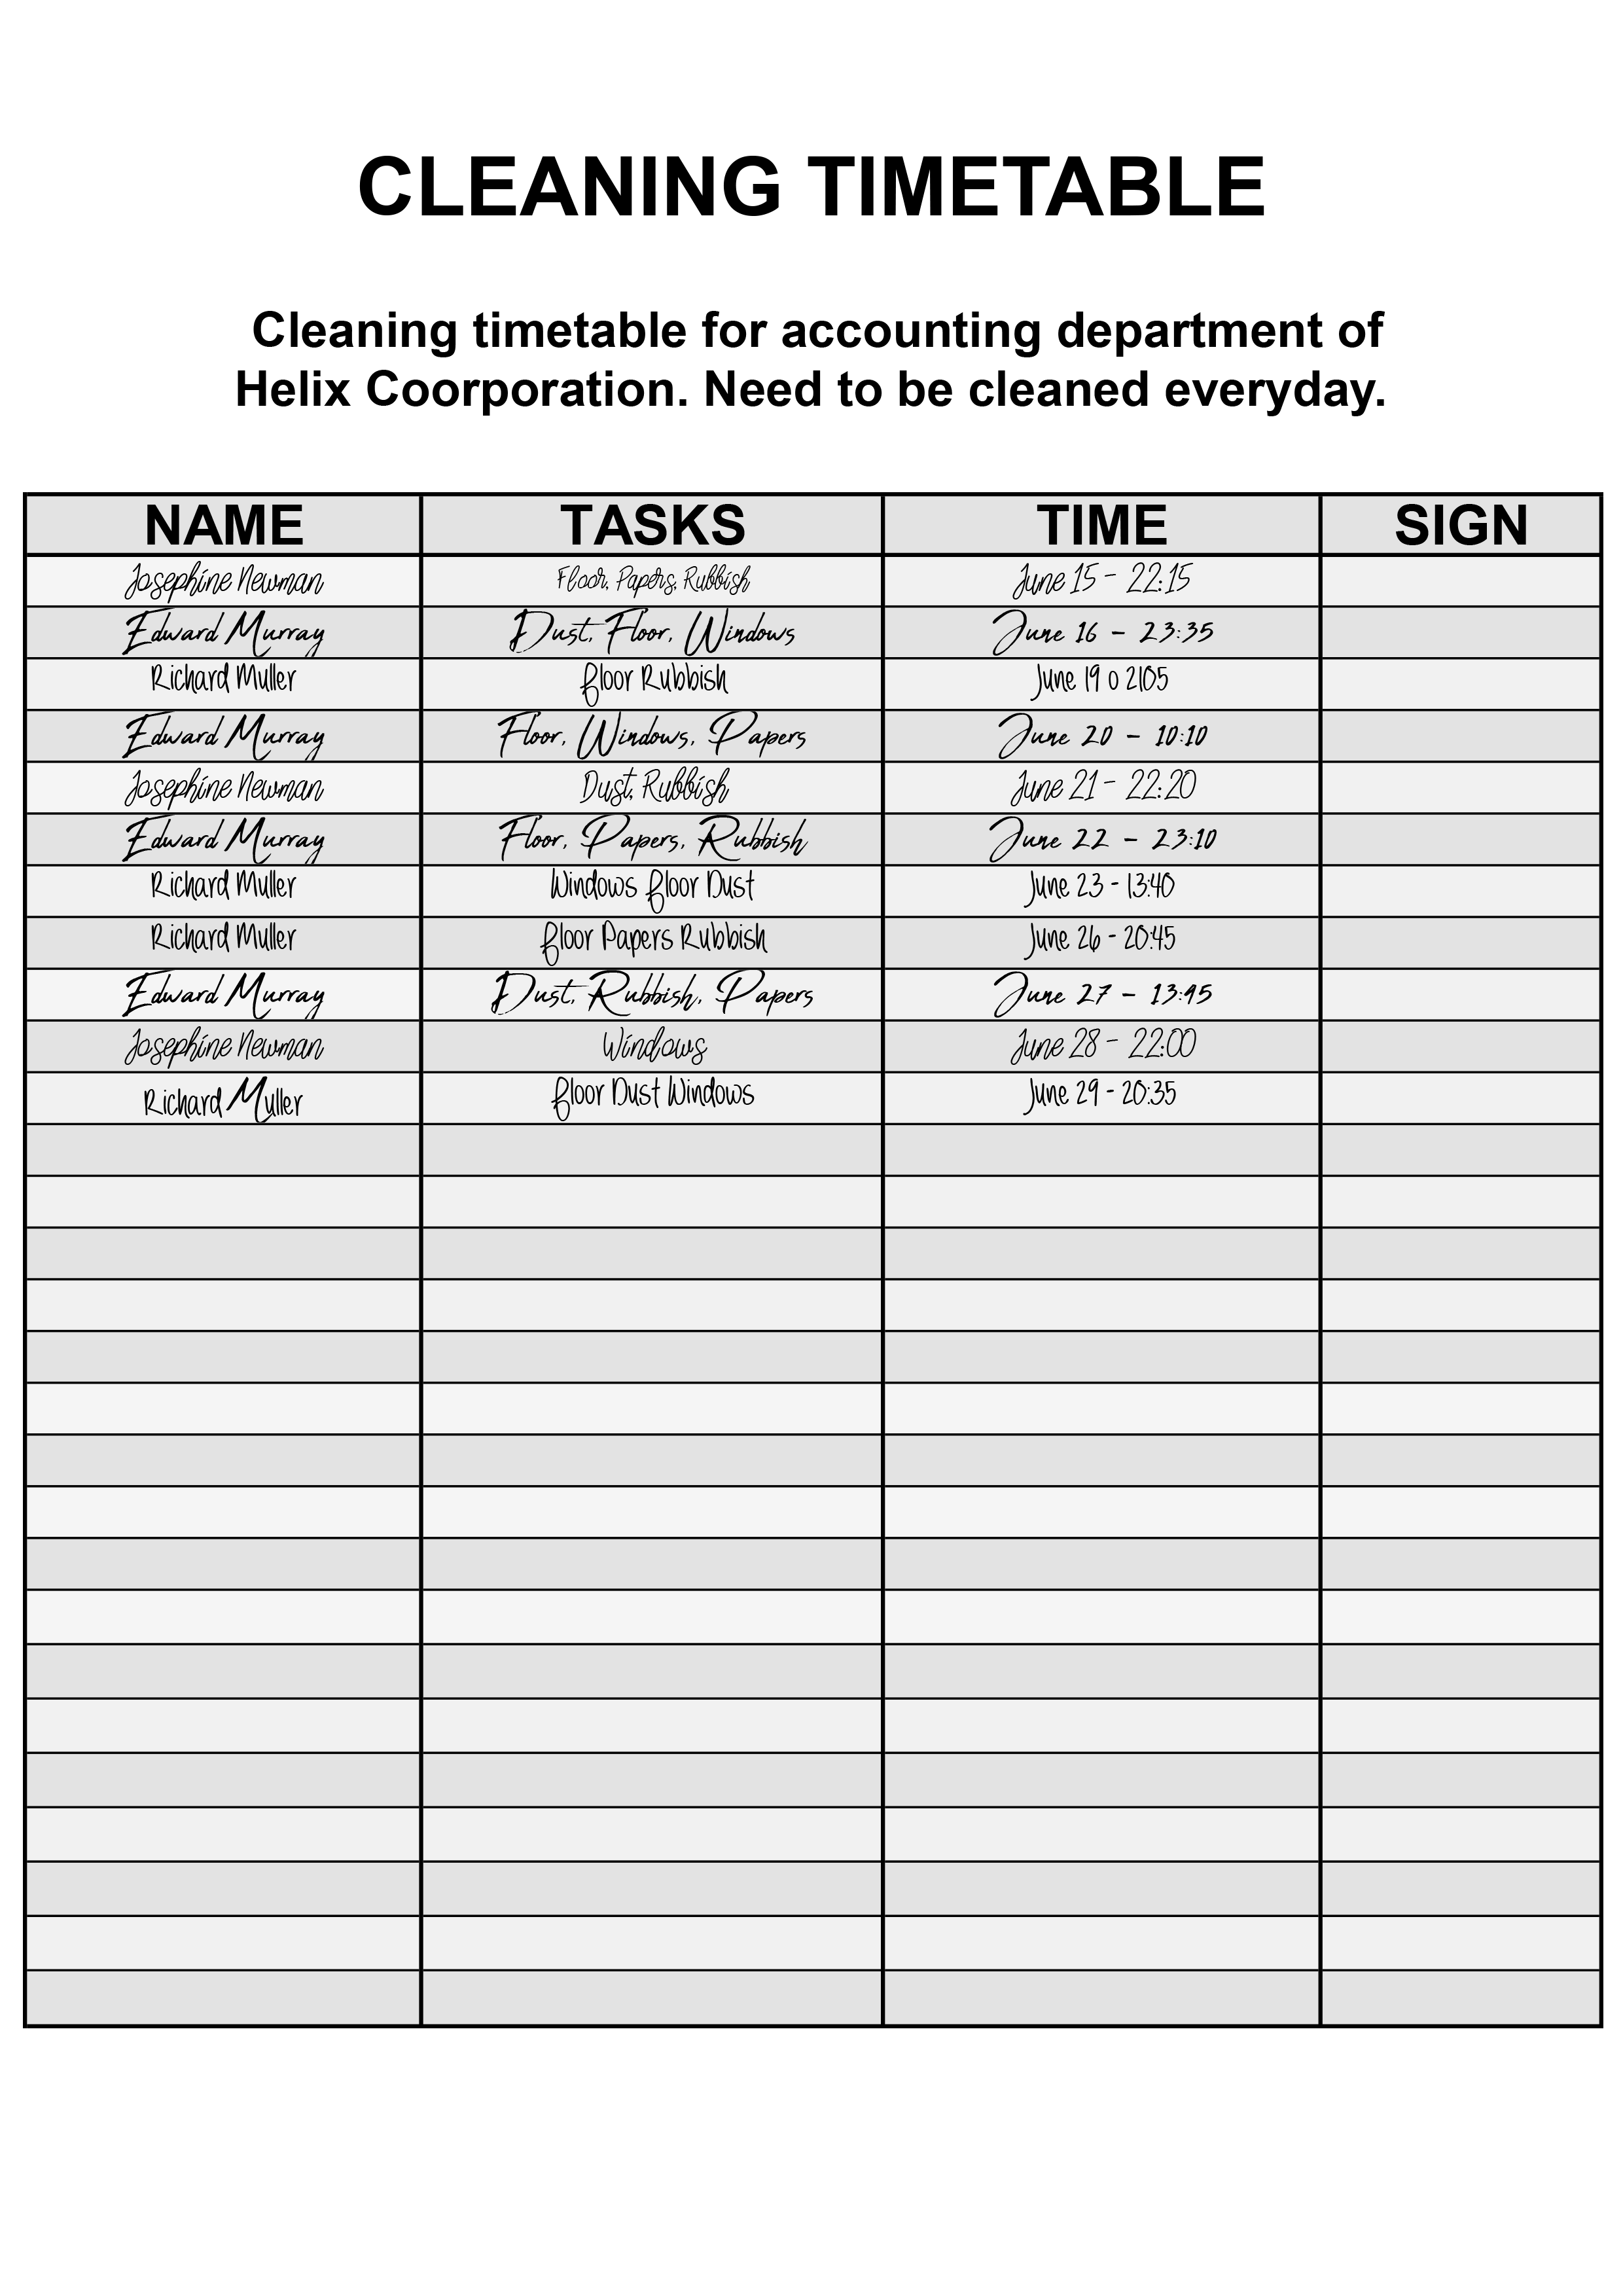 CLEANING TIMETABLE
Cleaning timetable for accounting department of
Helix Coorporation. Need to be cleaned everyday.
NAME TASKS TIME SIGN
Josephine Newman Floor, Papers, Rubbish June 15 - 22:15
Edward Murray Dust, Floor, Windows June 16 - 23:35
Richard Muller Floor Rubbish June 19 0 2105
Edward Murray Floor, Windows, Papers June 20 - 10:10
Josephine Newman Dust, Rubbish June 21 - 22:20
Edward Murray Floor, Papers, Rubbish June 22 - 23:10
Richard Muller Windows Floor Dust June 23 - 13:40
Richard Muller Floor Papers Rubbish June 26 - 20:45
Edward Murray Dust, Rubbish, Papers June 27 - 13:45
Josephine Newman Windows June 28 - 22:00
Richard Muller Floor Dust Windows June 29 - 20:35